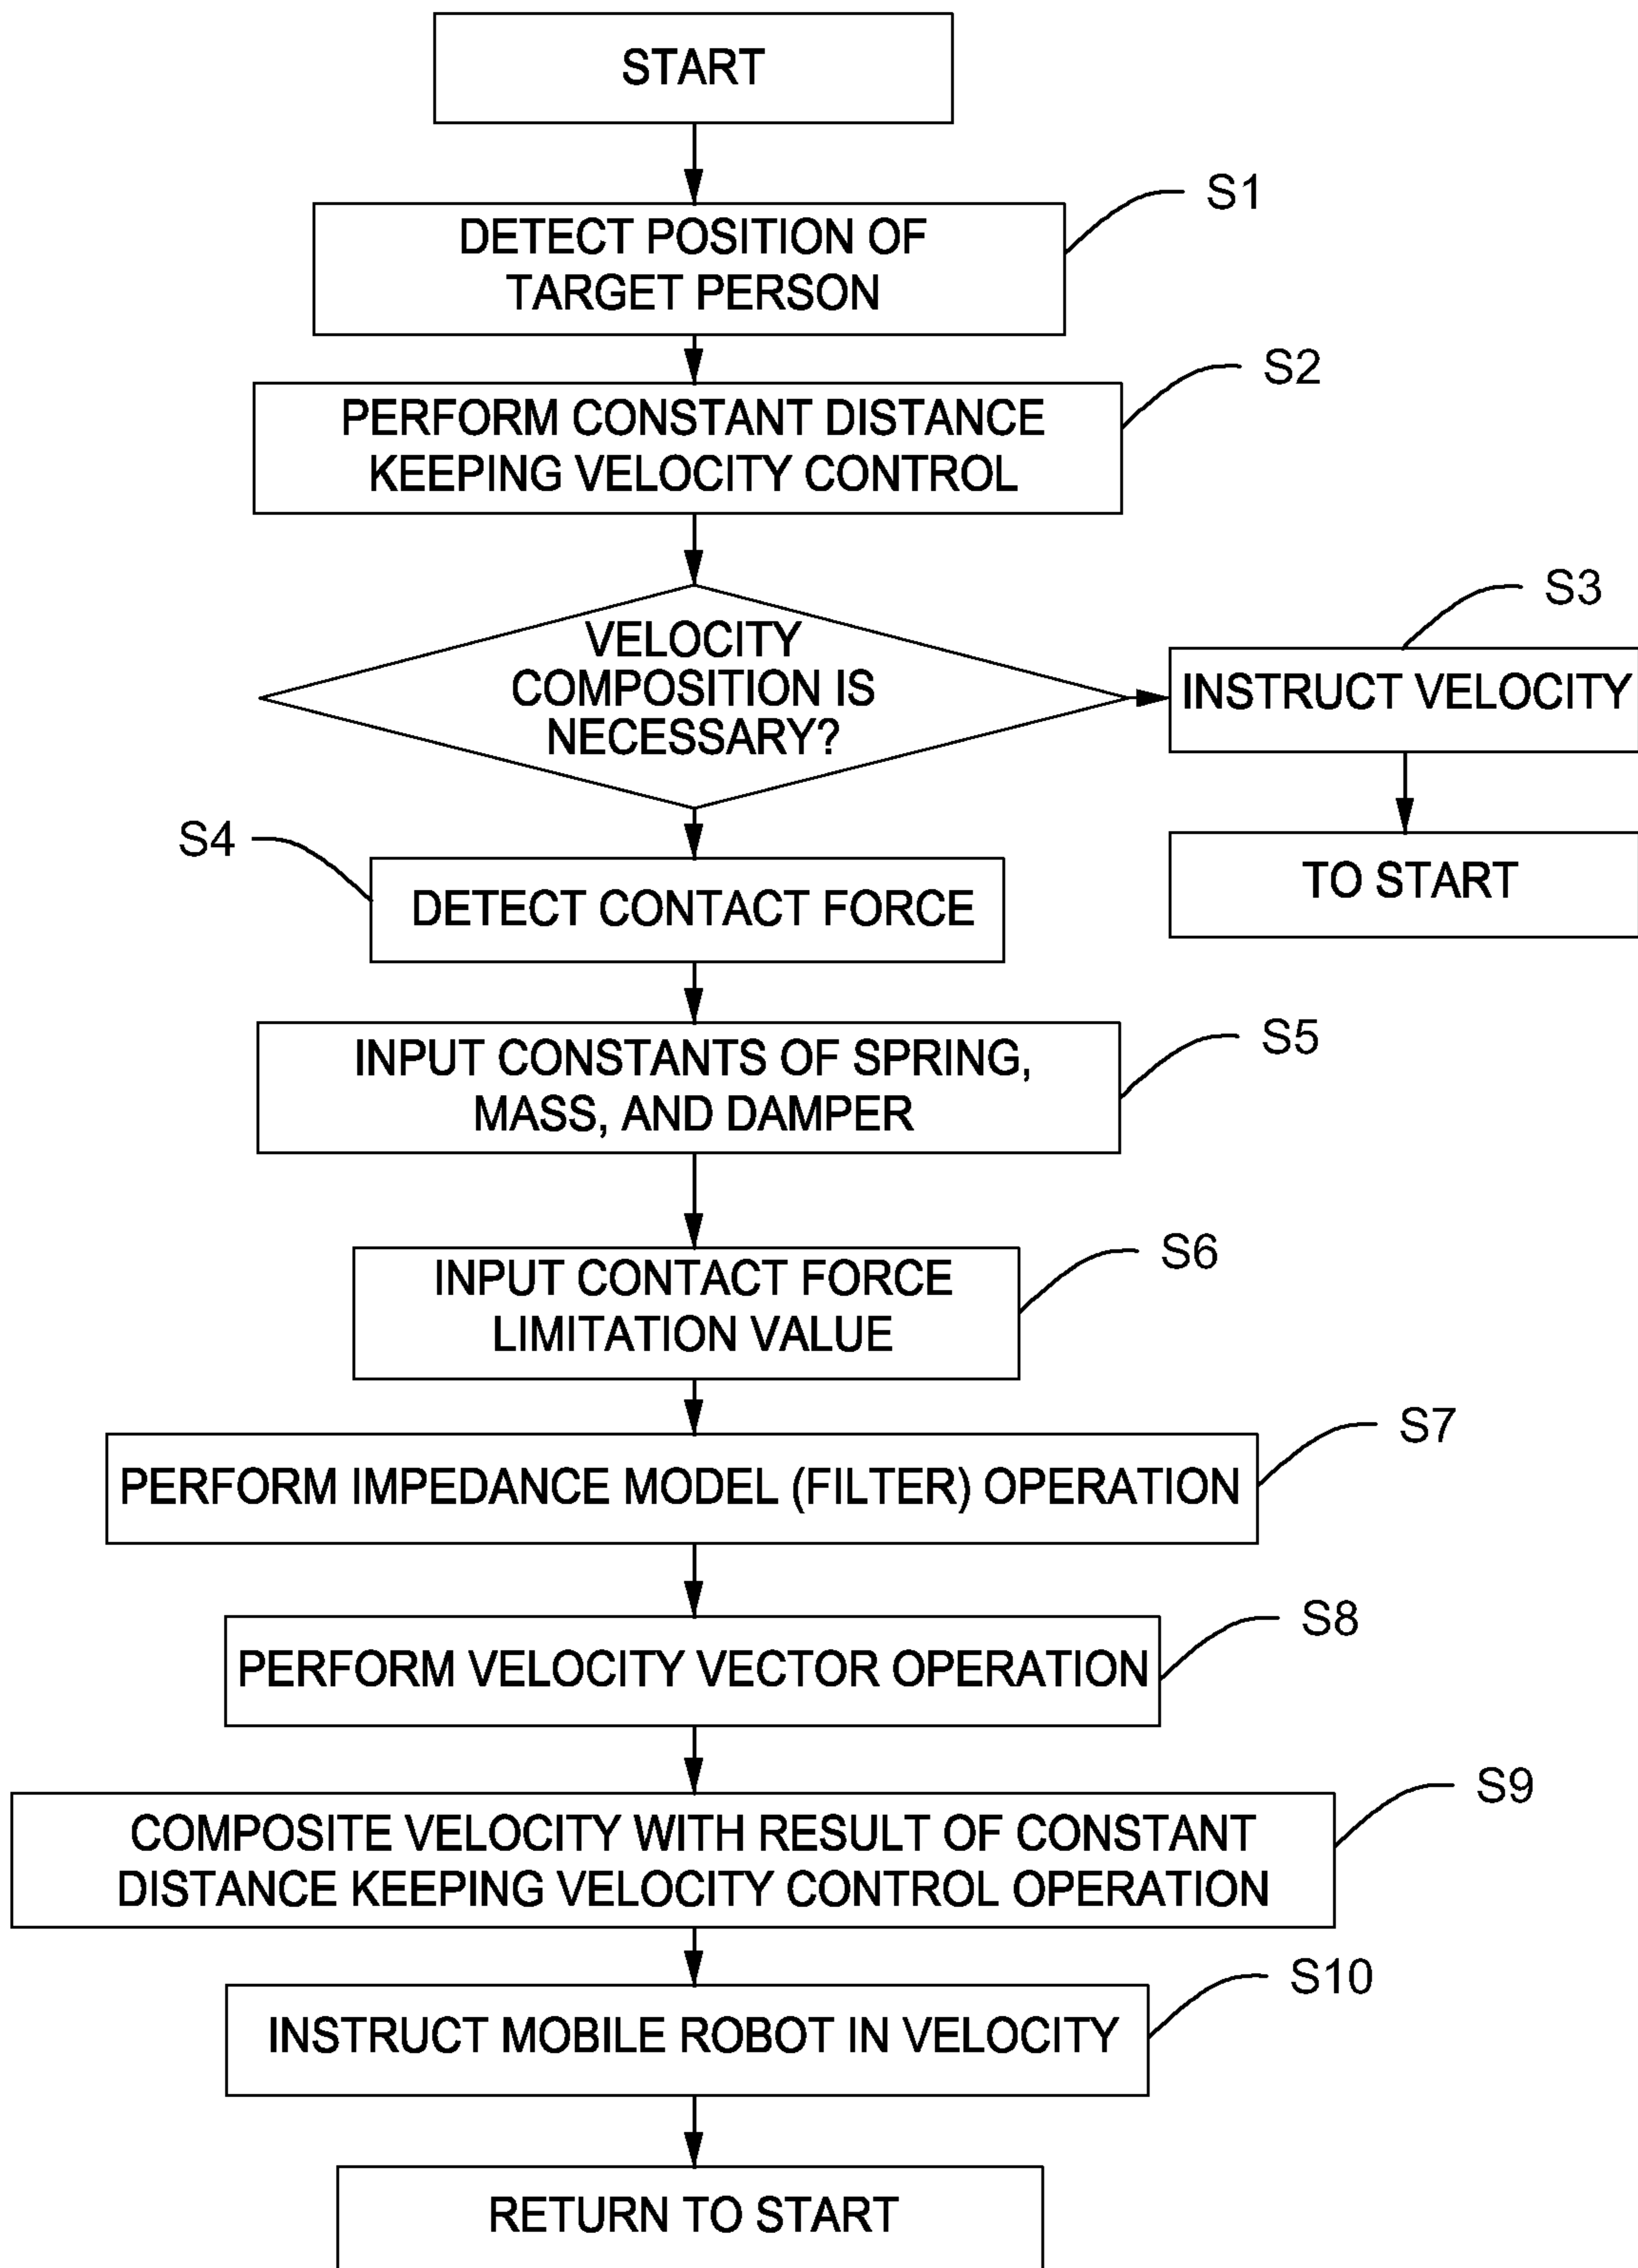 START
S1
DETECT POSITION OF
TARGET PERSON
S2
PERFORM CONSTANT DISTANCE
KEEPING VELOCITY CONTROL
VELOCITY
COMPOSITION IS
NECESSARY?
S3
INSTRUCT VELOCITY
TO START
S4
DETECT CONTACT FORCE
S5
INPUT CONSTANTS OF SPRING,
MASS, AND DAMPER
S6
INPUT CONTACT FORCE
LIMITATION VALUE
S7
PERFORM IMPEDANCE MODEL (FILTER) OPERATION
S8
PERFORM VELOCITY VECTOR OPERATION
S9
COMPOSITE VELOCITY WITH RESULT OF CONSTANT
DISTANCE KEEPING VELOCITY CONTROL OPERATION
S10
INSTRUCT MOBILE ROBOT IN VELOCITY
RETURN TO START